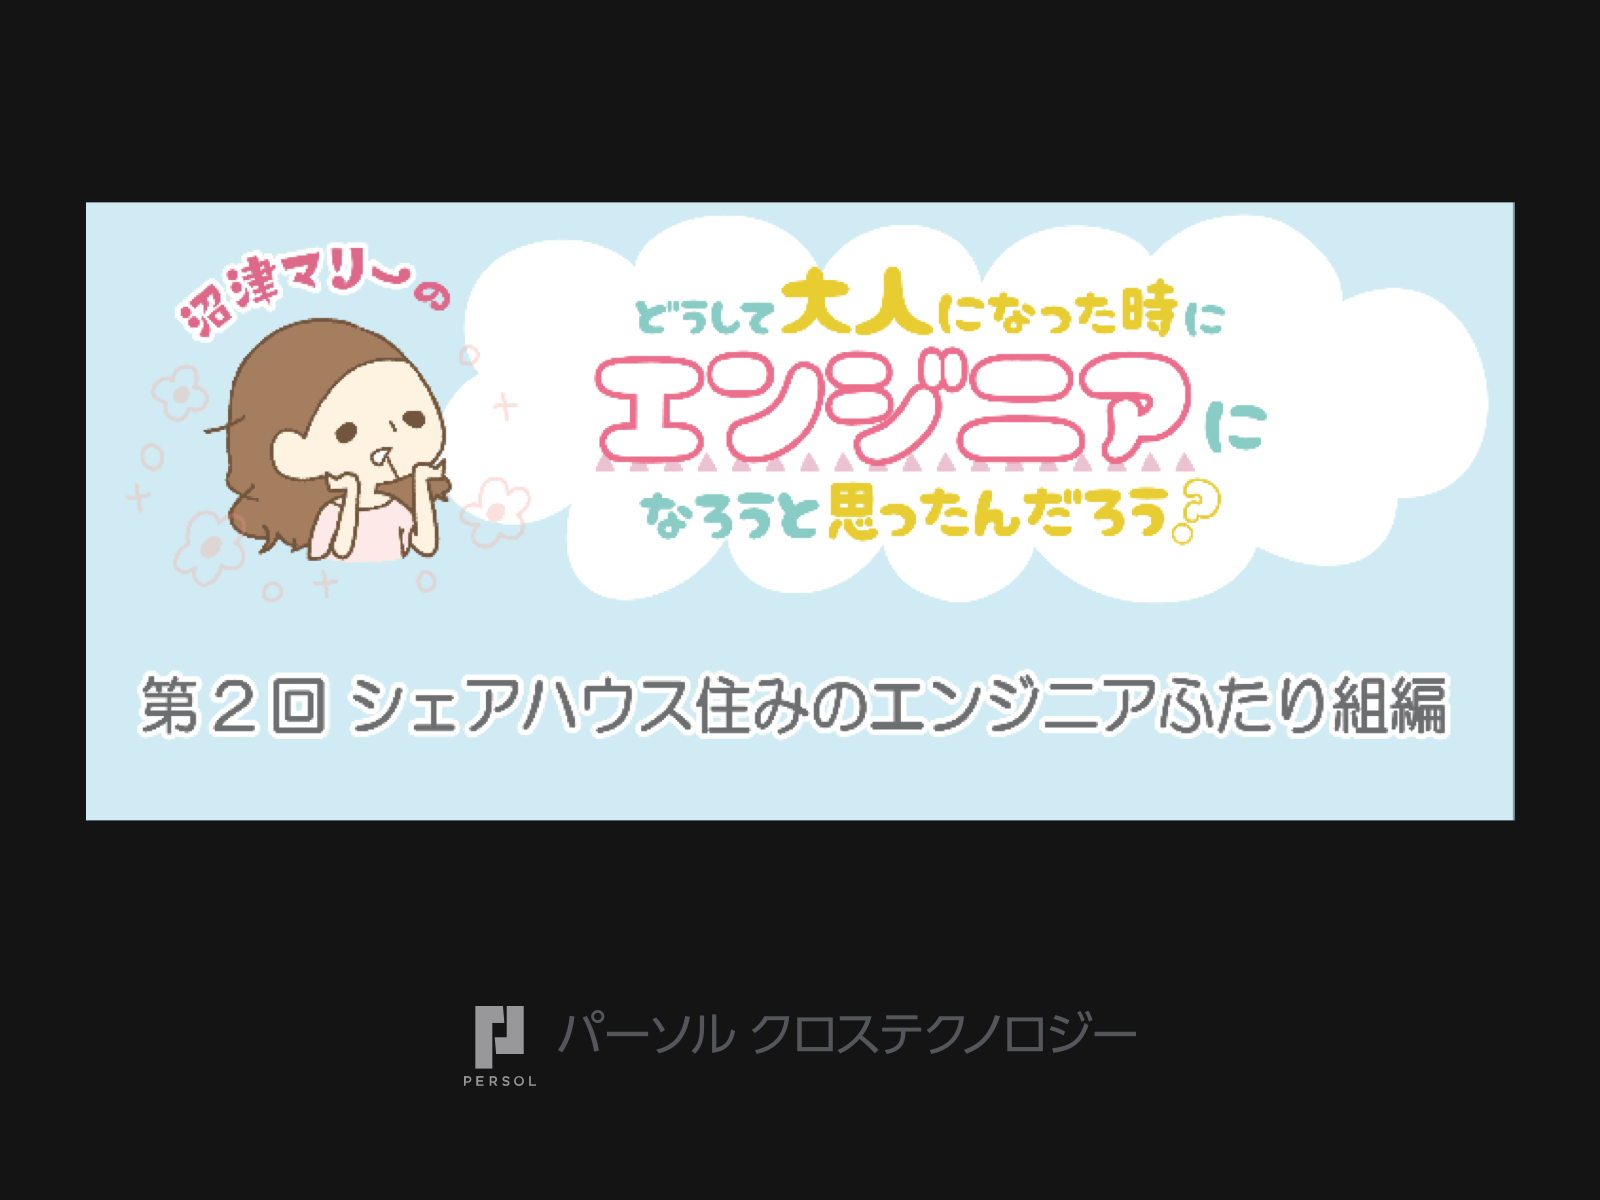 沼津マリーの
どうして大人になった時に
エンジニアに
なろうと思ったんだろう?
第2回 シェアハウス住みのエンジニアふたり組編
パーソル クロステクノロジー
PERSOL